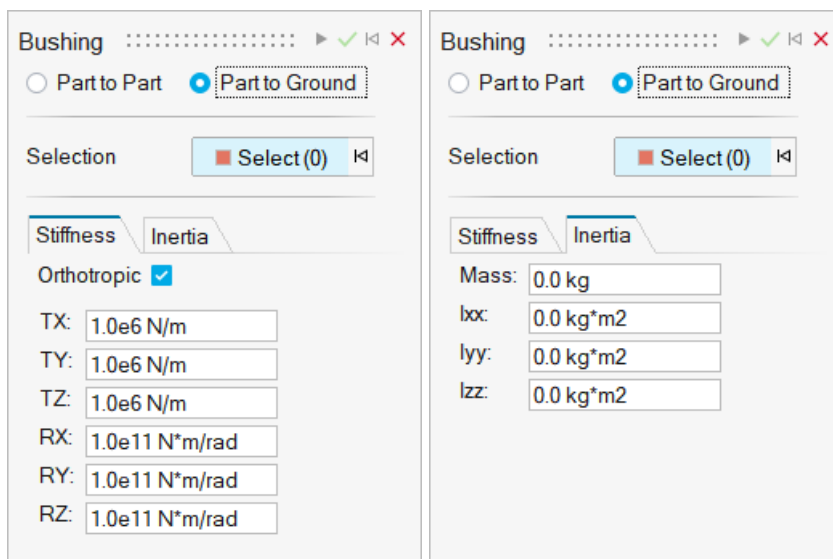 Bushing
Part to Part Part to Ground
Selection Select (0)
Stiffness Inertia
Orthotropic
TX: 1.0e6 N/m
TY: 1.0e6 N/m
TZ: 1.0e6 N/m
RX: 1.0e11 N*m/rad
RY: 1.0e11 N*m/rad
RZ: 1.0e11 N*m/rad
Bushing
Part to Part Part to Ground
Selection Select (0)
Stiffness Inertia
Mass: 0.0 kg
Ixx: 0.0 kg*m2
Iyy: 0.0 kg*m2
Izz: 0.0 kg*m2